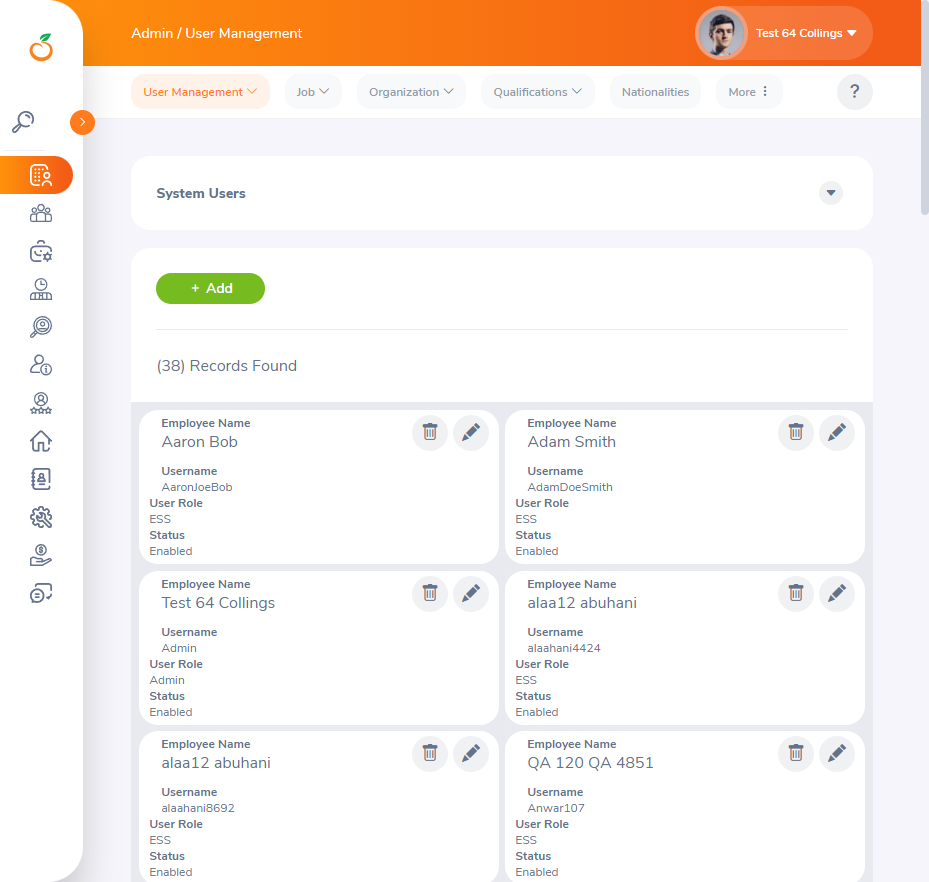 Admin / User Management
Test 64 Collings
User Management
Job
Organization
Qualifications
Nationalities
More
?
System Users
+ Add
(38) Records Found
Employee Name
Aaron Bob
Username
AaronJoeBob
User Role
ESS
Status
Enabled
Employee Name
Adam Smith
Username
AdamDoeSmith
User Role
ESS
Status
Enabled
Employee Name
Test 64 Collings
Username
Admin
User Role
Admin
Status
Enabled
Employee Name
alaa12 abuhani
Username
alaahani4424
User Role
ESS
Status
Enabled
Employee Name
alaa12 abuhani
Username
alaahani8692
User Role
ESS
Status
Enabled
Employee Name
QA 120 QA 4851
Username
Anwar107
User Role
ESS
Status
Enabled